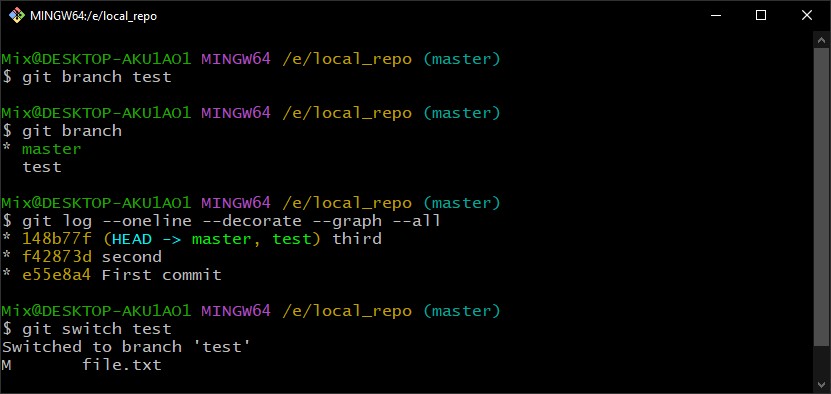 MINGW64:/e/local_repo
Mix@DESKTOP-AKU1AO1 MINGW64 /e/local_repo (master)
$ git branch test
Mix@DESKTOP-AKU1AO1 MINGW64 /e/local_repo (master)
$ git branch
* master
  test
Mix@DESKTOP-AKU1AO1 MINGW64 /e/local_repo (master)
$ git log --oneline --decorate --graph --all
* 148b77f (HEAD -> master, test) third
* f42873d second
* e55e8a4 First commit
Mix@DESKTOP-AKU1AO1 MINGW64 /e/local_repo (master)
$ git switch test
Switched to branch 'test'
M       file.txt